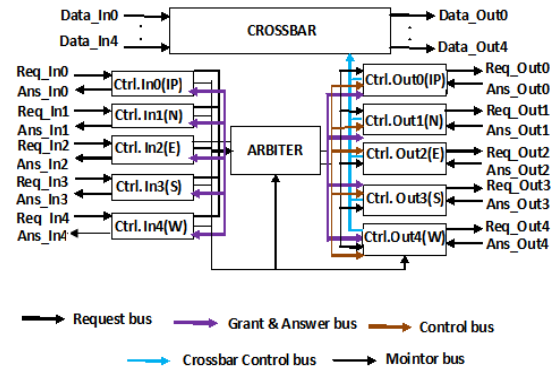 Data_In0 CROSSBAR Data_Out0
Data_In4 Data_Out4
Req_In0 Ctrl.In0(IP) Ctrl.Out0(IP) Req_Out0
Ans_In0 Ans_Out0
Req_In1 Ctrl.In1(N) Ctrl.Out1(N) Req_Out1
Ans_In1 Ans_Out1
Req_In2 Ctrl.In2(E) ARBITER Ctrl.Out2(E) Req_Out2
Ans_In2 Ans_Out2
Req_In3 Ctrl.In3(S) Ctrl.Out3(S) Req_Out3
Ans_In3 Ans_Out3
Req_In4 Ctrl.In4(W) Ctrl.Out4(W) Req_Out4
Ans_In4 Ans_Out4
Request bus Grant & Answer bus Control bus
Crossbar Control bus Mointor bus